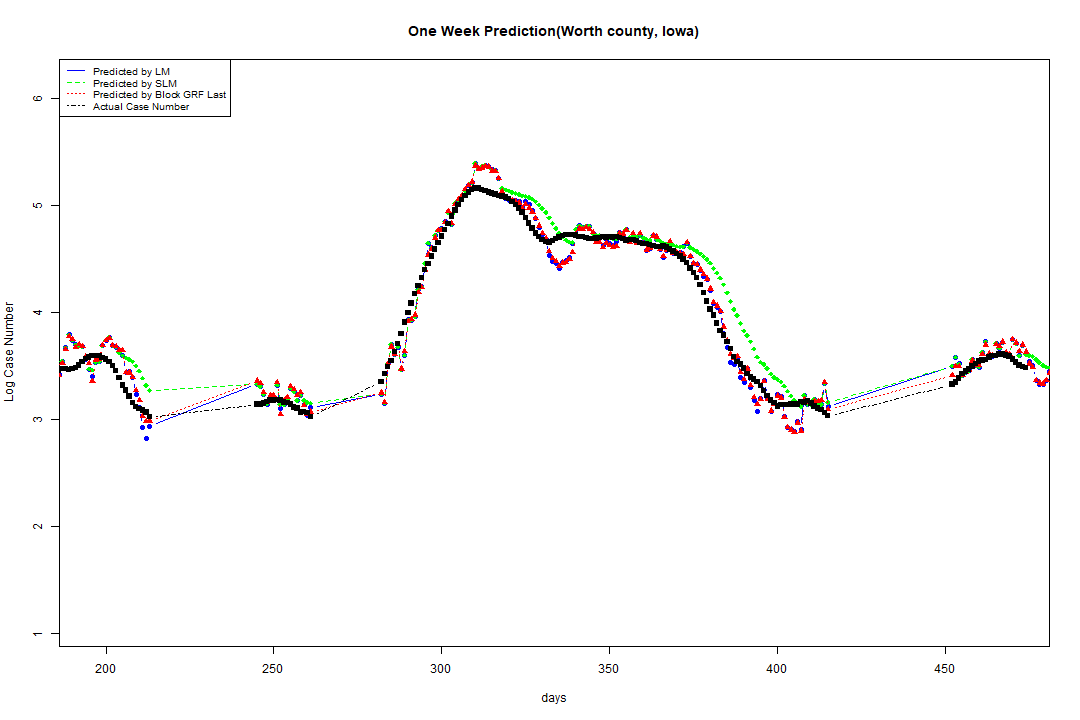 One Week Prediction(Worth county, Iowa)
Predicted by LM
Predicted by SLM
Predicted by Block GRF Last
Actual Case Number
6
5
4
3
2
1
Log Case Number
200 250 300 350 400 450
days